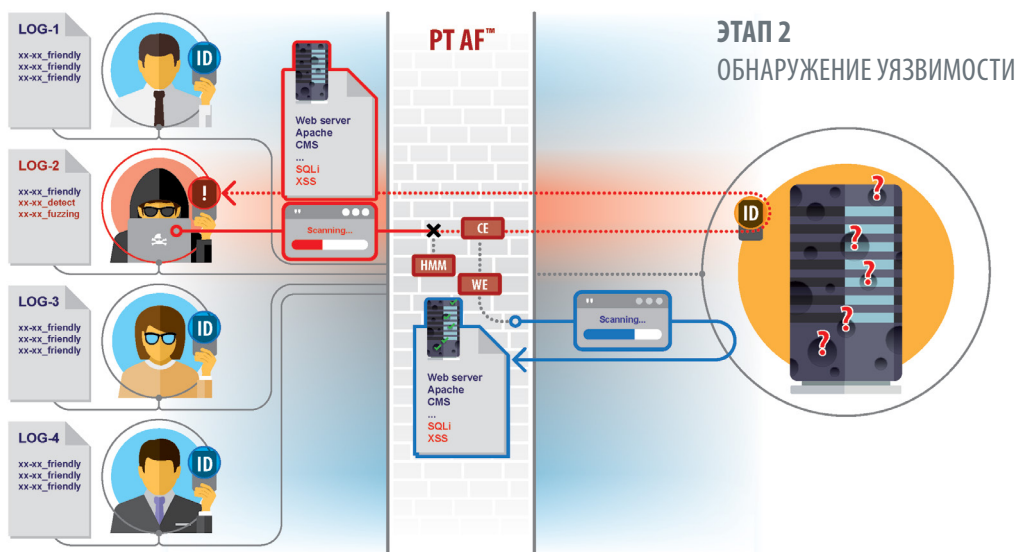 LOG-1
xx-xx_friendly
xx-xx_friendly
xx-xx_friendly
ID
Web server
Apache
CMS
...
SQLi
XSS
PT AF™
ЭТАП 2
ОБНАРУЖЕНИЕ УЯЗВИМОСТИ
LOG-2
xx-xx_friendly
xx-xx_detect
xx-xx_fuzzing
!
"
Scanning...
CE
HMM
WE
ID
?
?
?
?
?
LOG-3
xx-xx_friendly
xx-xx_friendly
xx-xx_friendly
ID
"
Scanning...
Web server
Apache
CMS
...
SQLi
XSS
LOG-4
xx-xx_friendly
xx-xx_friendly
xx-xx_friendly
ID